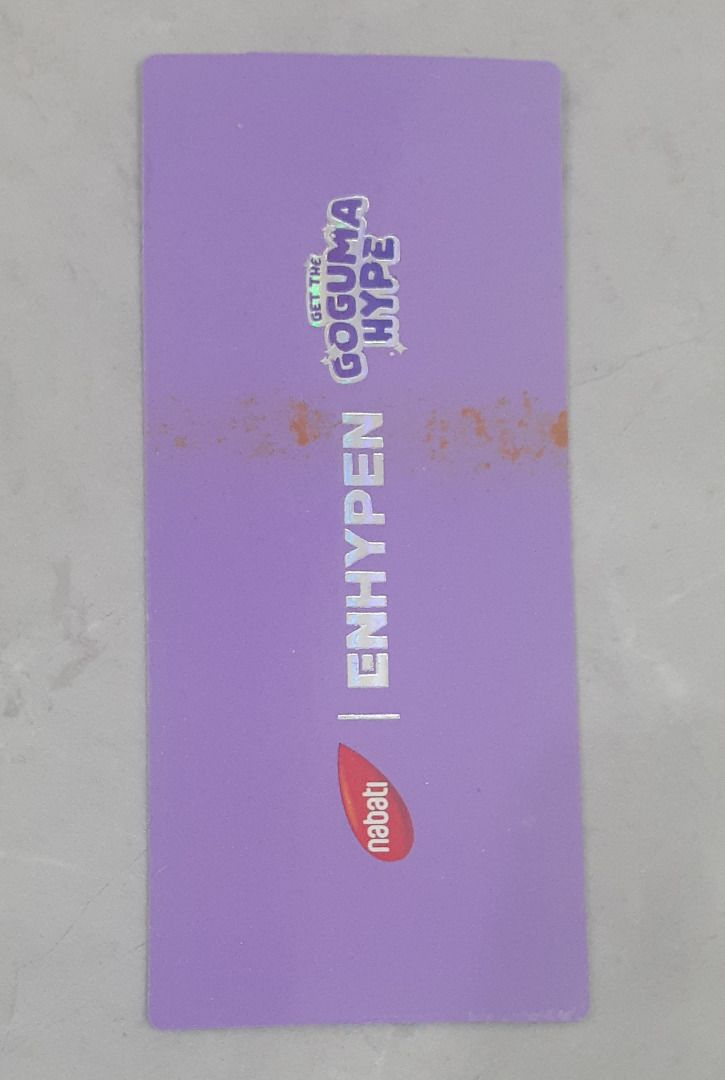 nabati | ENHYPEN
GET THE
GOGUMA
HYPE